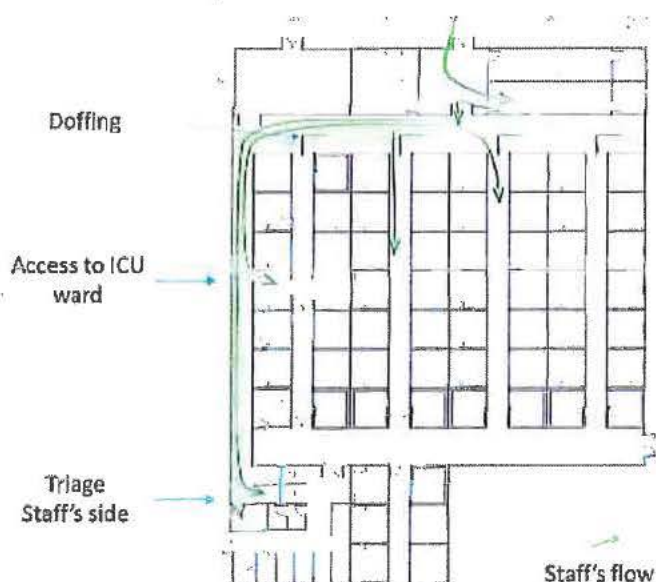 Doffing
Access to ICU
ward
Triage
Staff's side
Staff's flow